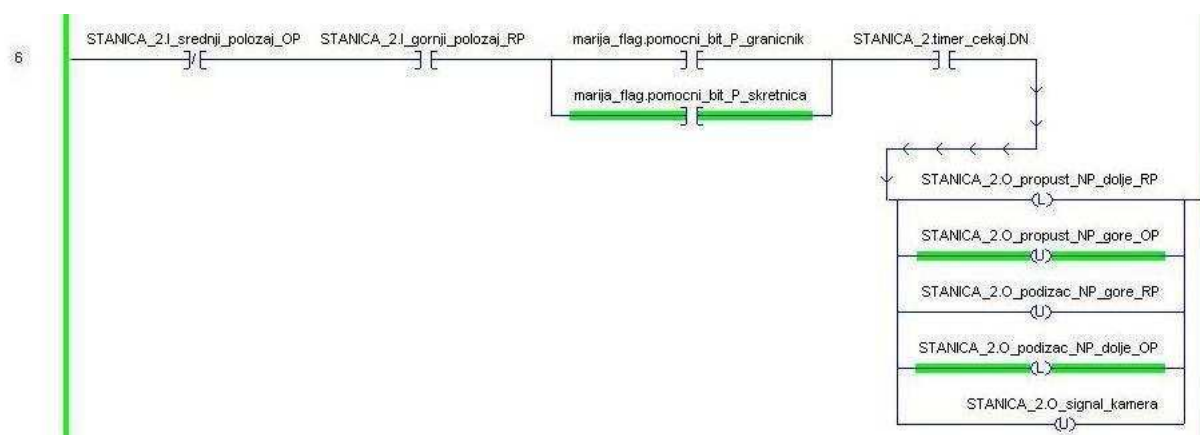 STANICA_2.I_srednji_polozaj_OP STANICA_2.I_gornji_polozaj_RP marija_flag.pomocni_bit_P_granicnik STANICA_2.timer_cekaj.DN
6
marija_flag.pomocni_bit_P_skretnica
STANICA_2.O_propust_NP_dolje_RP
L
STANICA_2.O_propust_NP_gore_OP
U
STANICA_2.O_podizac_NP_gore_RP
U
STANICA_2.O_podizac_NP_dolje_OP
L
STANICA_2.O_signal_kamera
U